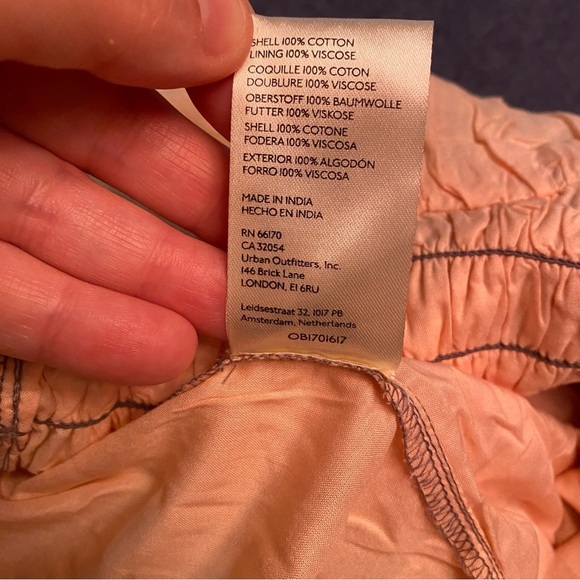 SHELL 100% COTTON
LINING 100% VISCOSE
COQUILLE 100% COTON
DOUBLURE 100% VISCOSE
OBERSTOFF 100% BAUMWOLLE
FUTTER 100% VISKOSE
SHELL 100% COTONE
FODERA 100% VISCOSA
EXTERIOR 100% ALGODÓN
FORRO 100% VISCOSA
MADE IN INDIA
HECHO EN INDIA
RN 66170
CA 32054
Urban Outfitters, Inc.
146 Brick Lane
LONDON, E1 6RU
Leidsestraat 32, 1017 PB
Amsterdam, Netherlands
OB1701617